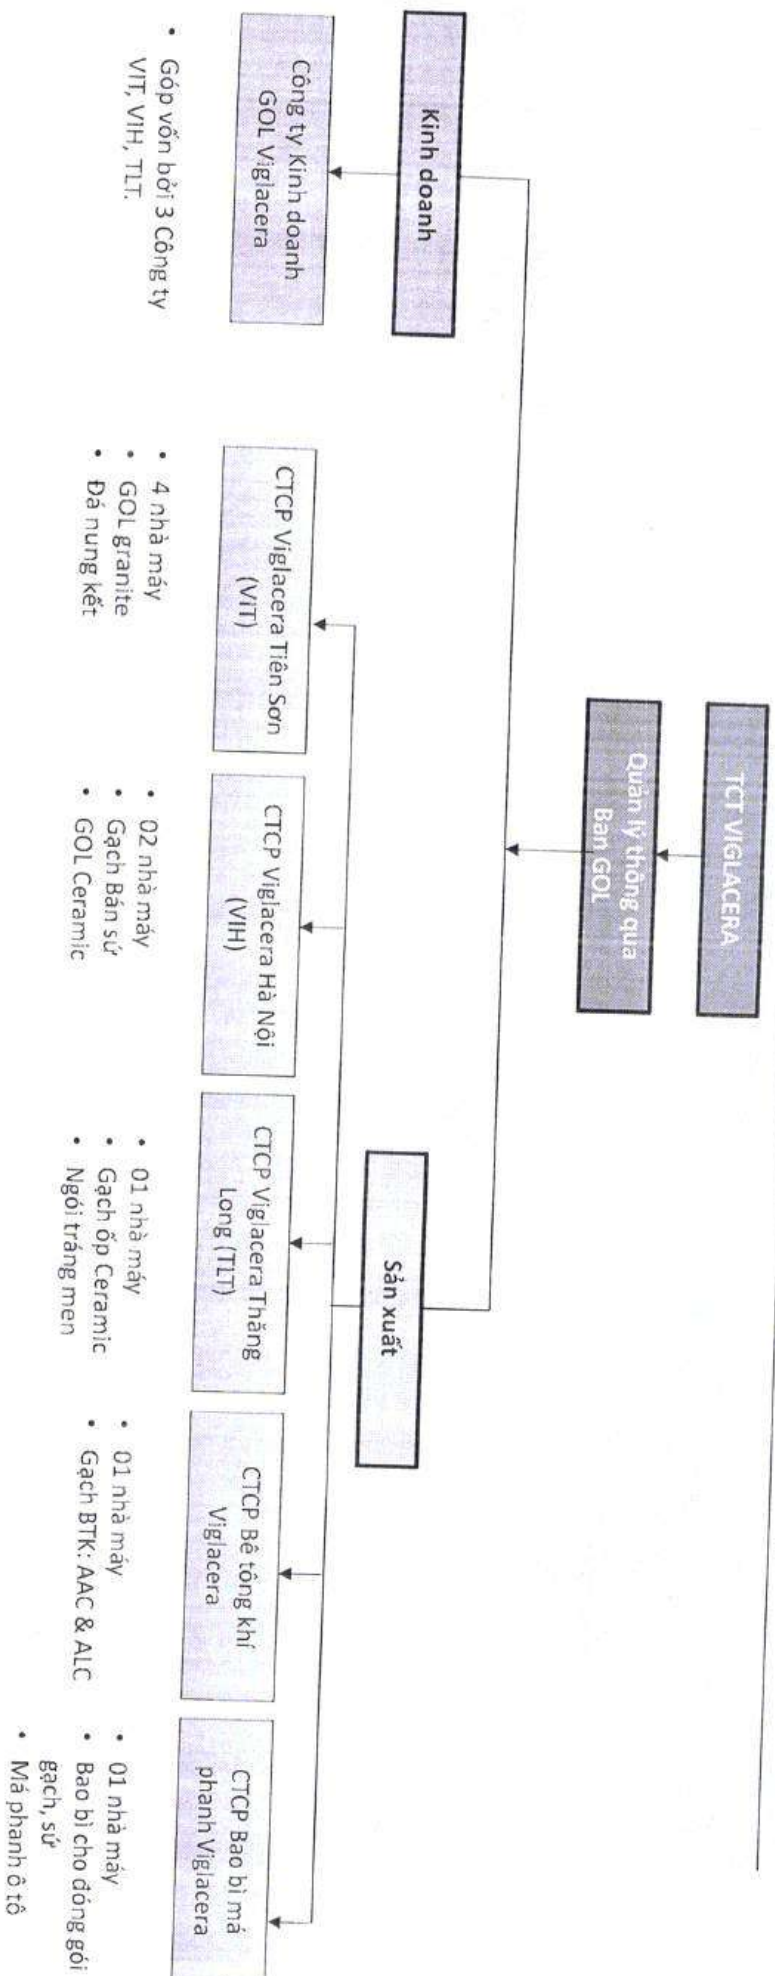 TCT VIGLACERA
Quản lý thông qua
Ban GOL
Kinh doanh
Sản xuất
Công ty Kinh doanh
GOL Viglacera
• Góp vốn bởi 3 Công ty
VIT, VIH, TLT.
CTCP Viglacera Tiên Sơn
(VIT)
• 4 nhà máy
• GOL granite
• Đá nung kết
CTCP Viglacera Hà Nội
(VIH)
• 02 nhà máy
• Gạch Bán sứ
• GOL Ceramic
CTCP Viglacera Thăng
Long (TLT)
• 01 nhà máy
• Gạch ốp Ceramic
• Ngói tráng men
CTCP Bê tông khí
Viglacera
• 01 nhà máy
• Gạch BTK: AAC & ALC
CTCP Bao bì má
phanh Viglacera
• 01 nhà máy
• Bao bì cho đóng gói
gạch, sứ
• Má phanh ô tô